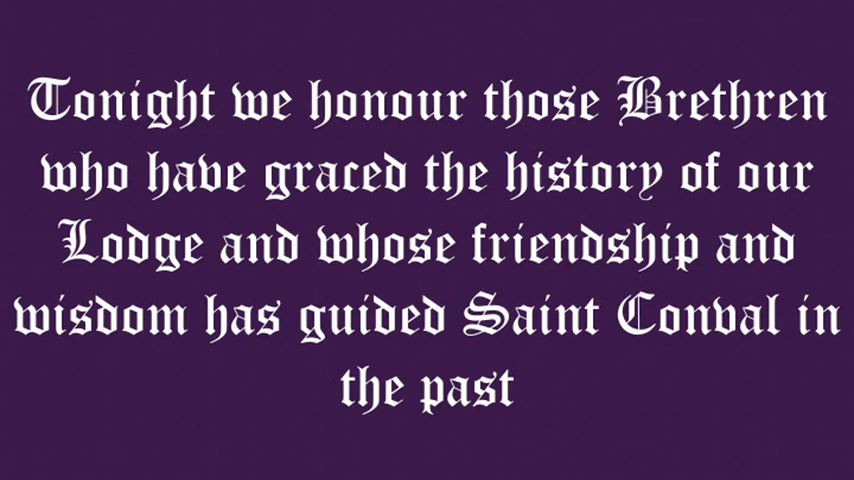 Tonight we honour those Brethren
who have graced the history of our
Lodge and whose friendship and
wisdom has guided Saint Conval in
the past